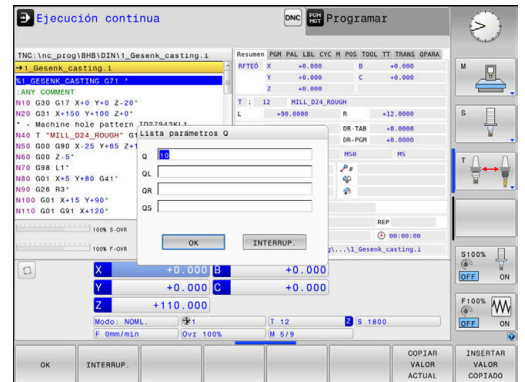 Ejecución continua
DNC
PGM MGT
Programar
TNC:\nc_prog\BHB\DIN\1_Gesenk_casting.i
→1_Gesenk_casting.i
%1_GESENK_CASTING G71 *
;ANY COMMENT
N10 G30 G17 X+0 Y+0 Z-20*
N20 G31 X+150 Y+100 Z+0*
N40 T "MILL_D24_ROUGH" G1
N50 G00 G90 X-25 Y+65 Z+1
N60 G00 Z-5*
N70 G98 L1*
N80 G01 X+5 Y+80 G41*
N90 G26 R3*
N100 G01 X+15 Y+90*
N110 G01 G91 X+120*
100% S-OVR
100% F-OVR
Resumen PGM PAL LBL CYC M POS TOOL TT TRANS QPARA
RFTEÓ X +0.000 B +0.000
Y +0.000 C +0.000
Z +0.000
T : 12 MILL_D24_ROUGH
L +90.0000 R +12.0000
DR-TAB +0.0000
DR-PGM +0.0000
M50 M5
REP
00:00:00
\...\1_Gesenk_casting.i
Lista parámetros Q
Q 10
QL
QR
QS
OK
INTERRUP.
X +0.000 B +0.000
Y +0.000 C +0.000
Z +110.000
Modo: NOML. 1 T 12 Z S 1800
F 0mm/min Ovr 100% M 5/9
M
S
T
S100%
OFF ON
F100%
OFF ON
OK
INTERRUP.
COPIAR VALOR ACTUAL
INSERTAR VALOR COPIADO